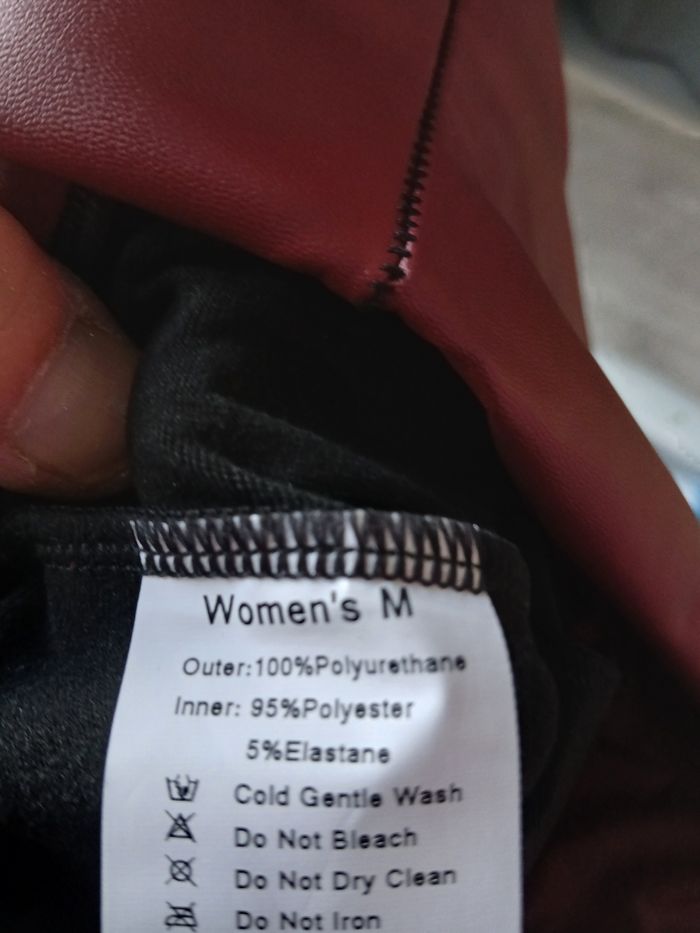 Women's M
Outer:100%Polyurethane
Inner: 95%Polyester
5%Elastane
Cold Gentle Wash
Do Not Bleach
Do Not Dry Clean
Do Not Iron